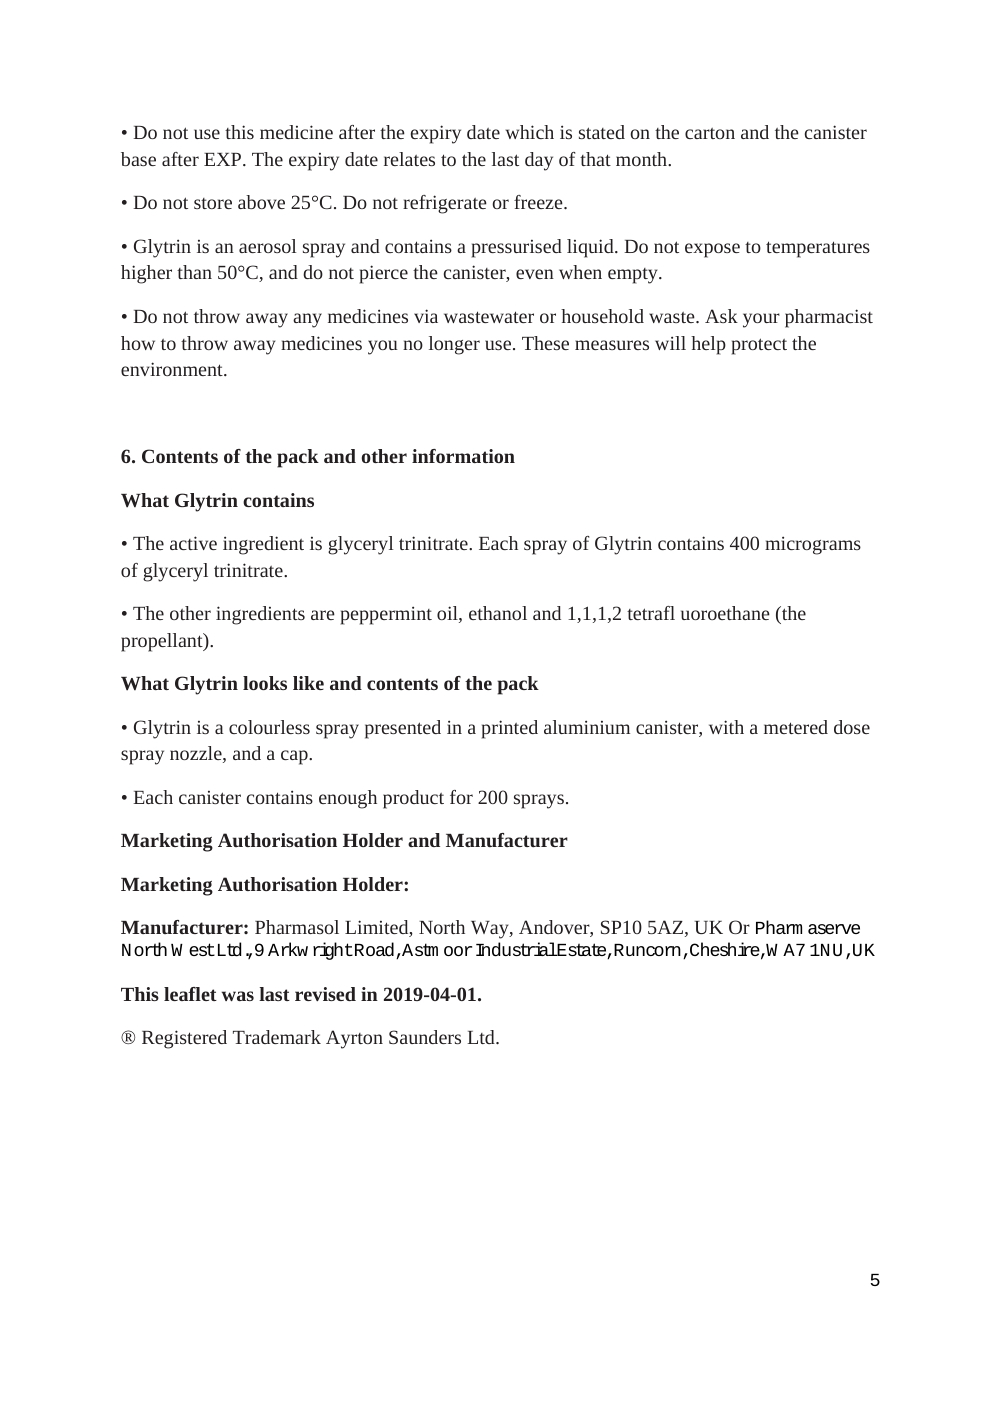 • Do not use this medicine after the expiry date which is stated on the carton and the canister
base after EXP. The expiry date relates to the last day of that month.
• Do not store above 25°C. Do not refrigerate or freeze.
• Glytrin is an aerosol spray and contains a pressurised liquid. Do not expose to temperatures
higher than 50°C, and do not pierce the canister, even when empty.
• Do not throw away any medicines via wastewater or household waste. Ask your pharmacist
how to throw away medicines you no longer use. These measures will help protect the
environment.
6. Contents of the pack and other information
What Glytrin contains
• The active ingredient is glyceryl trinitrate. Each spray of Glytrin contains 400 micrograms
of glyceryl trinitrate.
• The other ingredients are peppermint oil, ethanol and 1,1,1,2 tetrafl uoroethane (the
propellant).
What Glytrin looks like and contents of the pack
• Glytrin is a colourless spray presented in a printed aluminium canister, with a metered dose
spray nozzle, and a cap.
• Each canister contains enough product for 200 sprays.
Marketing Authorisation Holder and Manufacturer
Marketing Authorisation Holder:
Manufacturer: Pharmasol Limited, North Way, Andover, SP10 5AZ, UK Or Pharmaserve
North West Ltd., 9 Arkwright Road, Astmoor Industrial Estate, Runcorn, Cheshire, WA7 1NU, UK
This leaflet was last revised in 2019-04-01.
® Registered Trademark Ayrton Saunders Ltd.
5